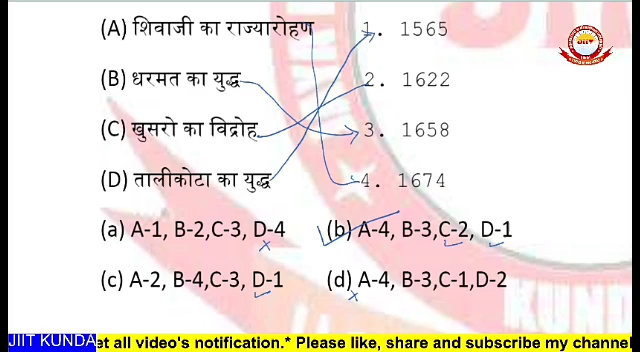 (A) शिवाजी का राज्यारोहण 1. 1565
(B) धरमत का युद्ध 2. 1622
(C) खुसरो का विद्रोह 3. 1658
(D) तालीकोटा का युद्ध 4. 1674
(a) A-1, B-2,C-3, D-4 (b) A-4, B-3,C-2, D-1
(c) A-2, B-4,C-3, D-1 (d) A-4, B-3,C-1,D-2
JIIT KUNDA et all video's notification.* Please like, share and subscribe my channel